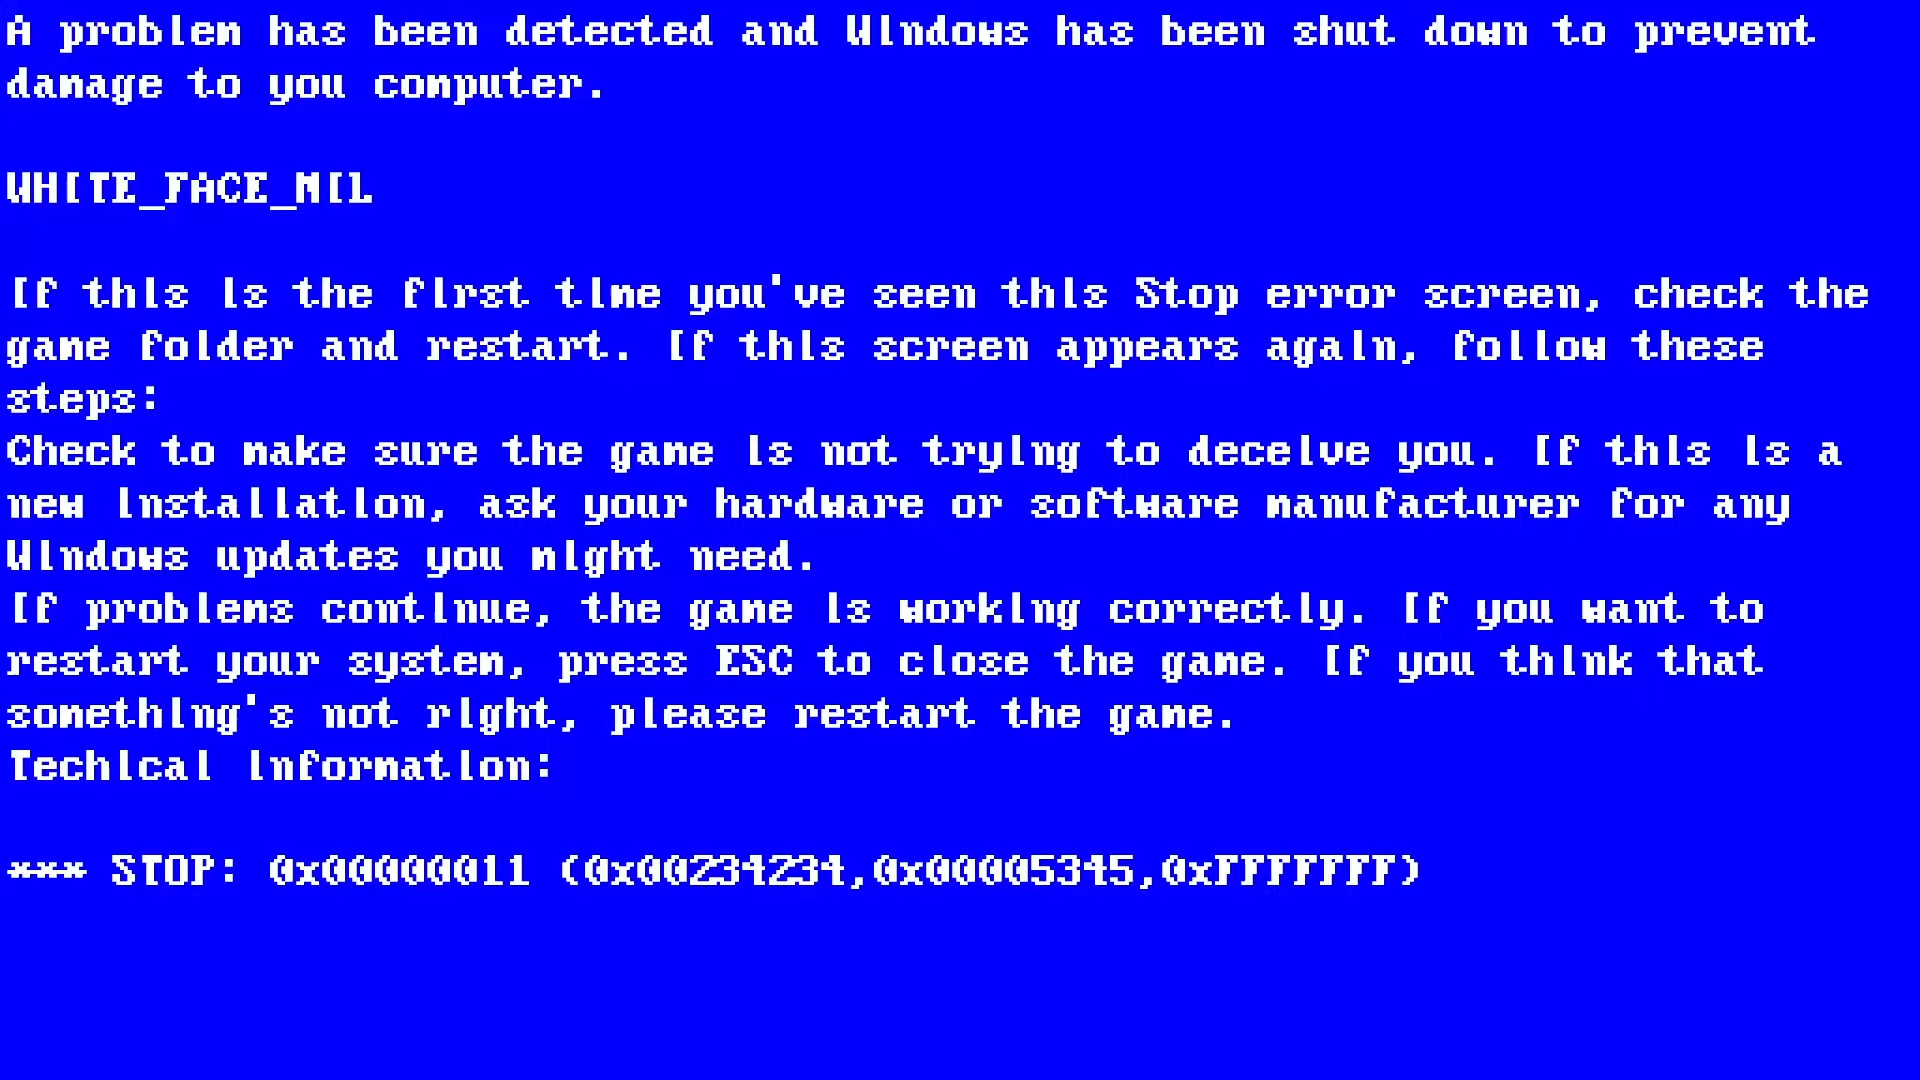 A problem has been detected and Windows has been shut down to prevent
damage to you computer.
WHITE_FACE_MIL
If this is the first time you've seen this Stop error screen, check the
game folder and restart. If this screen appears again, follow these
steps:
Check to make sure the game is not trying to deceive you. If this is a
new installation, ask your hardware or software manufacturer for any
Windows updates you might need.
If problems continue, the game is working correctly. If you want to
restart your system, press ESC to close the game. If you think that
something's not right, please restart the game.
Techical information:
*** STOP: 0x00000011 (0x00234234,0x00005345,0xFFFFFFF)